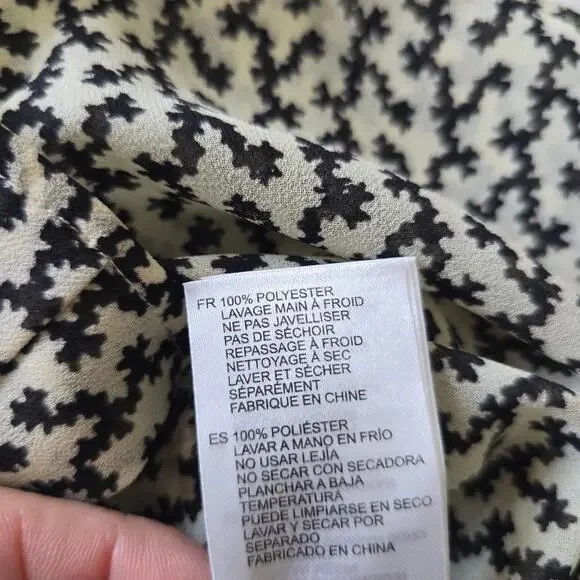 FR 100% POLYESTER
LAVAGE MAIN À FROID
NE PAS JAVELLISER
PAS DE SÉCHOIR
REPASSAGE À FROID
NETTOYAGE À SEC
LAVER ET SÉCHER
SÉPARÉMENT
FABRIQUE EN CHINE
ES 100% POLIÉSTER
LAVAR A MANO EN FRÍO
NO USAR LEJÍA
NO SECAR CON SECADORA
PLANCHAR A BAJA
TEMPERATURA
PUEDE LIMPIARSE EN SECO
LAVAR Y SECAR POR
SEPARADO
FABRICADO EN CHINA